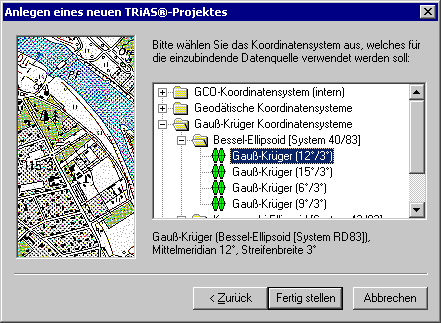 Anlegen eines neuen TRiAS®-Projektes
Bitte wählen Sie das Koordinatensystem aus, welches für
die einzubindende Datenquelle verwendet werden soll:
GCO-Koordinatensystem (intern)
Geodätische Koordinatensysteme
Gauß-Krüger Koordinatensysteme
Bessel-Ellipsoid [System 40/83]
Gauß-Krüger (12°/3°)
Gauß-Krüger (15°/3°)
Gauß-Krüger (6°/3°)
Gauß-Krüger (9°/3°)
Gauß-Krüger (Bessel-Ellipsoid [System RD83]),
Mittelmeridian 12°, Streifenbreite 3°
< Zurück
Fertig stellen
Abbrechen